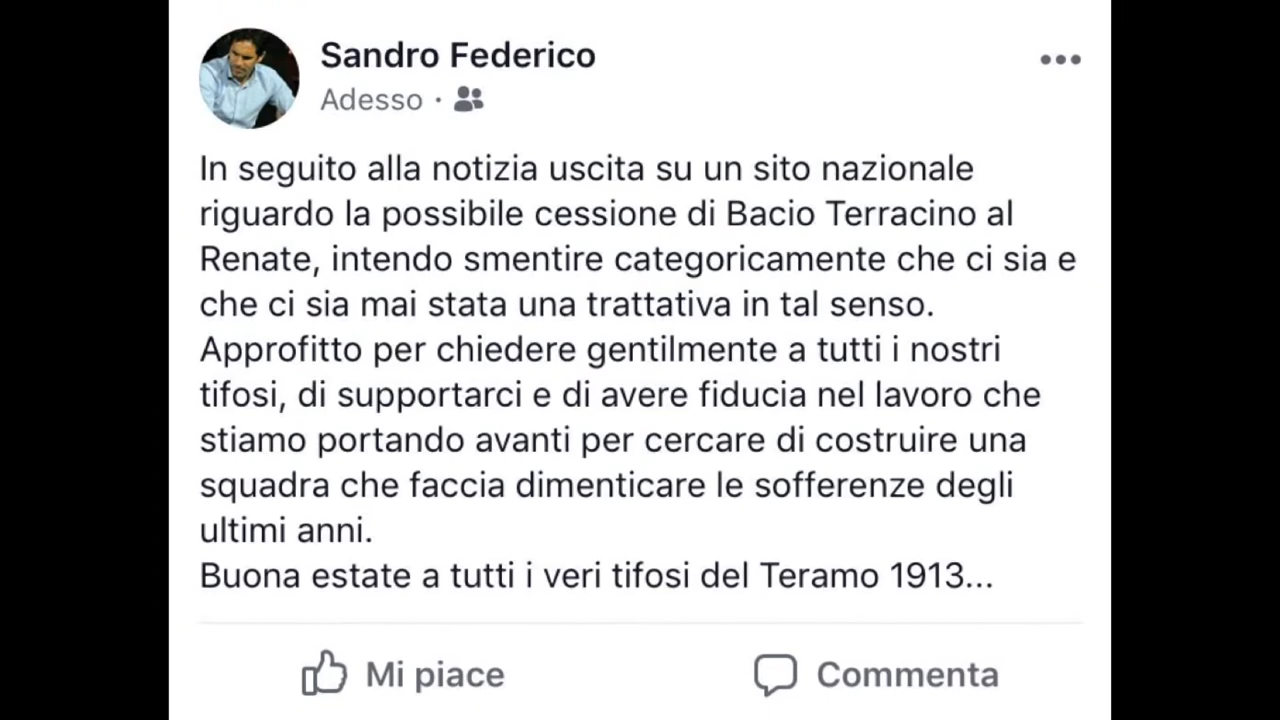 Sandro Federico
Adesso ·
In seguito alla notizia uscita su un sito nazionale
riguardo la possibile cessione di Bacio Terracino al
Renate, intendo smentire categoricamente che ci sia e
che ci sia mai stata una trattativa in tal senso.
Approfitto per chiedere gentilmente a tutti i nostri
tifosi, di supportarci e di avere fiducia nel lavoro che
stiamo portando avanti per cercare di costruire una
squadra che faccia dimenticare le sofferenze degli
ultimi anni.
Buona estate a tutti i veri tifosi del Teramo 1913...
Mi piace
Commenta